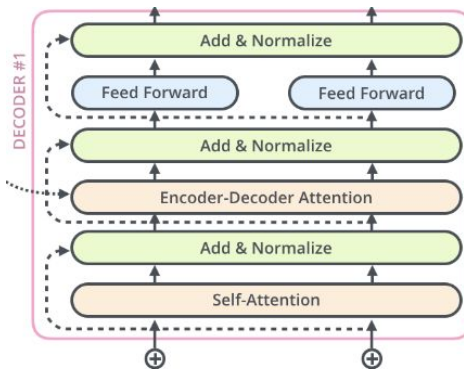 DECODER #1
Add & Normalize
Feed Forward
Feed Forward
Add & Normalize
Encoder-Decoder Attention
Add & Normalize
Self-Attention